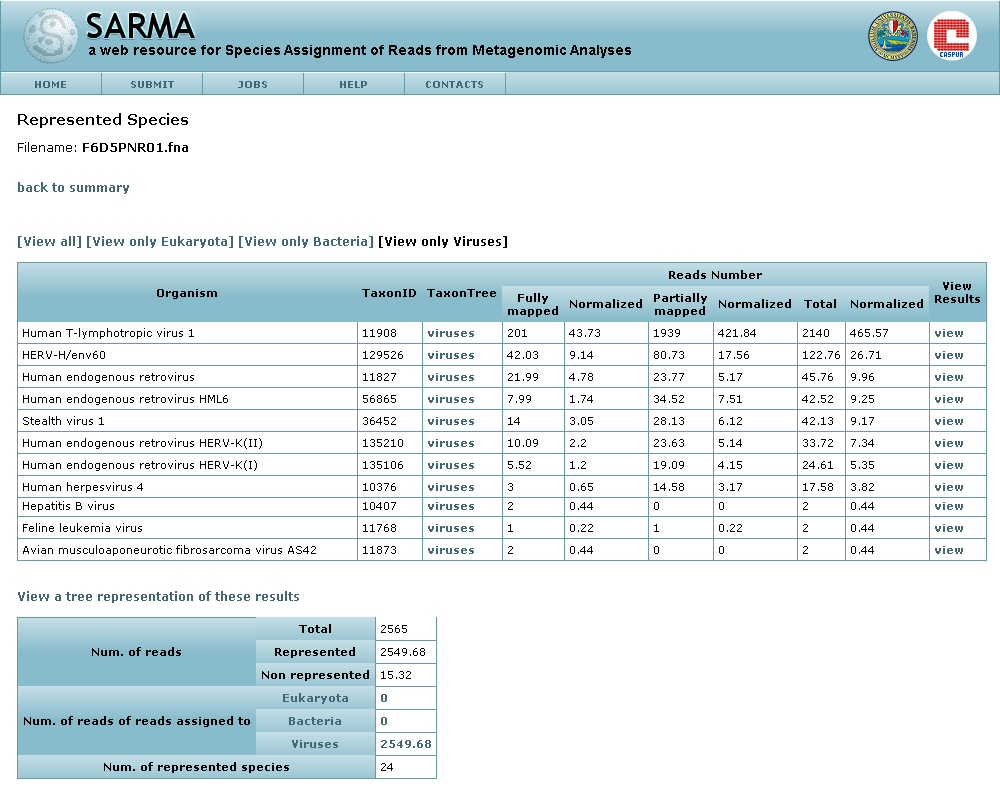 SARMA
a web resource for Species Assignment of Reads from Metagenomic Analyses
CASPUR
HOME SUBMIT JOBS HELP CONTACTS
Represented Species
Filename: F6D5PNR01.fna
back to summary
[View all] [View only Eukaryota] [View only Bacteria] [View only Viruses]
Organism TaxonID TaxonTree Reads Number View Results
Fully mapped Normalized Partially mapped Normalized Total Normalized
Human T-lymphotropic virus 1 11908 viruses 201 43.73 1939 421.84 2140 465.57 view
HERV-H/env60 129526 viruses 42.03 9.14 80.73 17.56 122.76 26.71 view
Human endogenous retrovirus 11827 viruses 21.99 4.78 23.77 5.17 45.76 9.96 view
Human endogenous retrovirus HML6 56865 viruses 7.99 1.74 34.52 7.51 42.52 9.25 view
Stealth virus 1 36452 viruses 14 3.05 28.13 6.12 42.13 9.17 view
Human endogenous retrovirus HERV-K(II) 135210 viruses 10.09 2.2 23.63 5.14 33.72 7.34 view
Human endogenous retrovirus HERV-K(I) 135106 viruses 5.52 1.2 19.09 4.15 24.61 5.35 view
Human herpesvirus 4 10376 viruses 3 0.65 14.58 3.17 17.58 3.82 view
Hepatitis B virus 10407 viruses 2 0.44 0 0 2 0.44 view
Feline leukemia virus 11768 viruses 1 0.22 1 0.22 2 0.44 view
Avian musculoaponeurotic fibrosarcoma virus AS42 11873 viruses 2 0.44 0 0 2 0.44 view
View a tree representation of these results
Num. of reads Total 2565
Represented 2549.68
Non represented 15.32
Num. of reads of reads assigned to Eukaryota 0
Bacteria 0
Viruses 2549.68
Num. of represented species 24